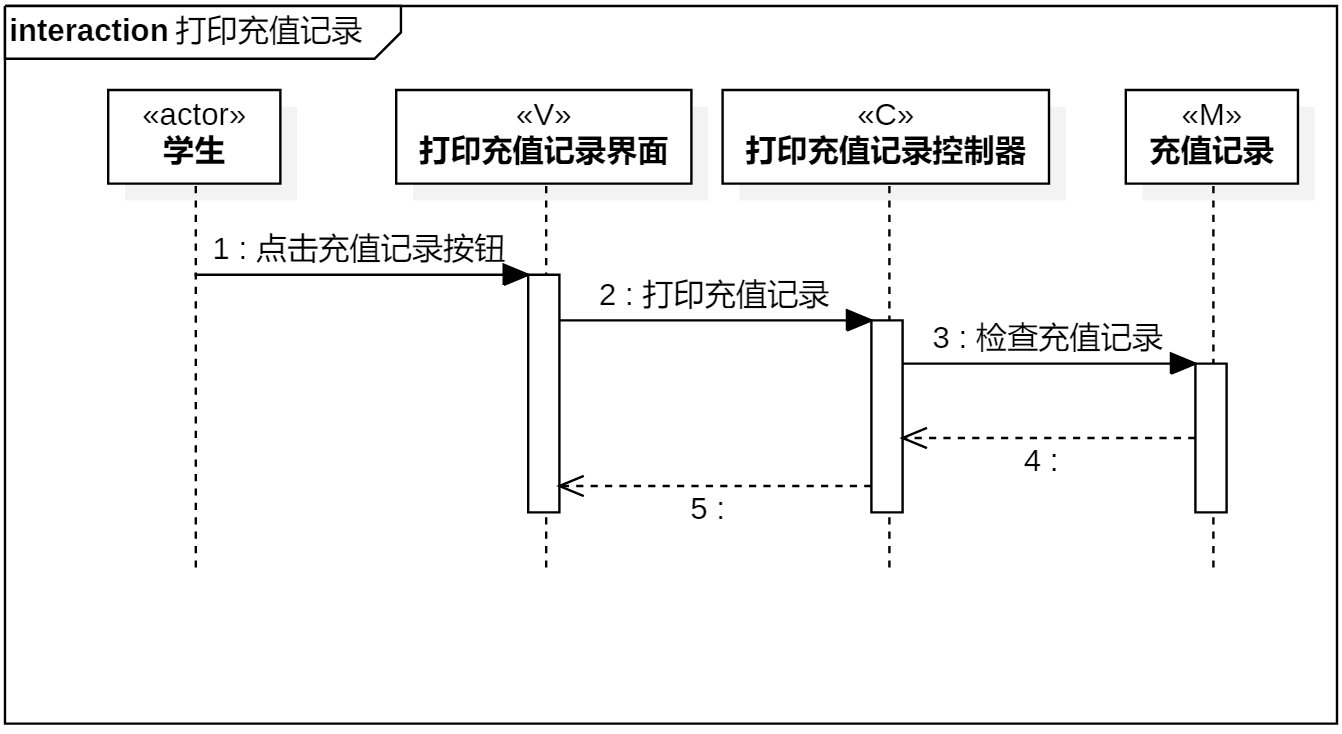 interaction 打印充值记录
«actor»
学生
«V»
打印充值记录界面
«C»
打印充值记录控制器
«M»
充值记录
1 : 点击充值记录按钮
2 : 打印充值记录
3 : 检查充值记录
4 :
5 :